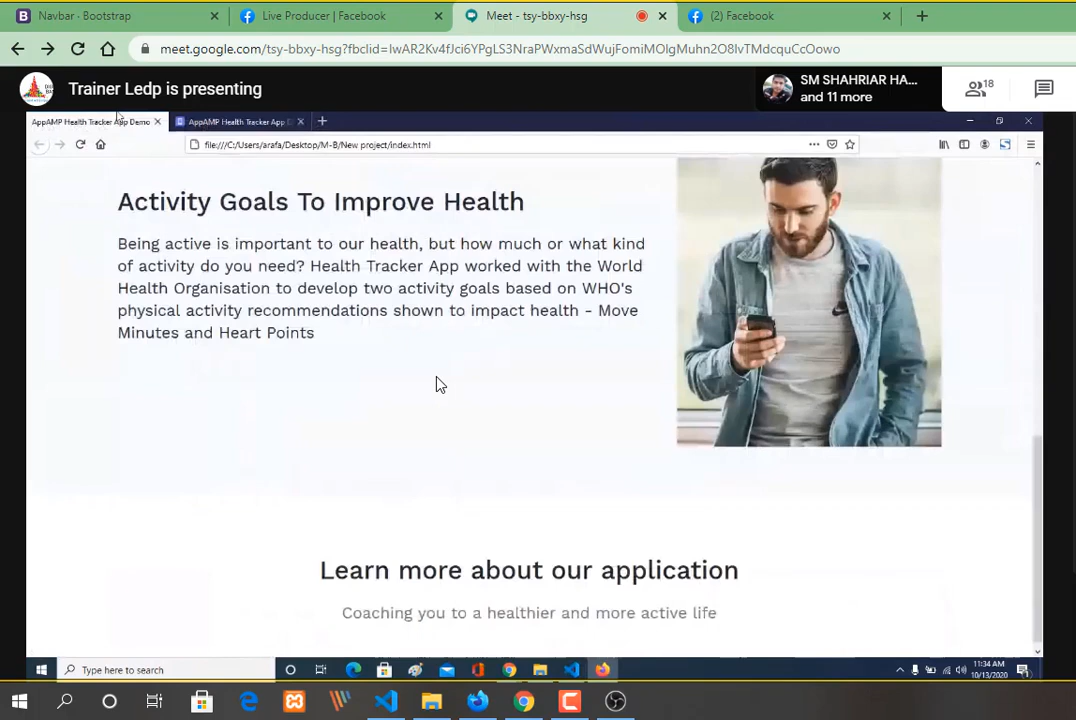 Navbar · Bootstrap
Live Producer | Facebook
Meet - tsy-bbxy-hsg
(2) Facebook
meet.google.com/tsy-bbxy-hsg?fbclid=IwAR2Kv4fJci6YPgLS3NraPWxmaSdWujFomiMOlgMuhn2O8IvTMdcquCcOowo
Trainer Ledp is presenting
SM SHAHRIAR HA...
and 11 more
18
AppAMP Health Tracker App Demo
AppAMP Health Tracker App D
file:///C:/Users/arafa/Desktop/M-B/New project/index.html
Activity Goals To Improve Health
Being active is important to our health, but how much or what kind
of activity do you need? Health Tracker App worked with the World
Health Organisation to develop two activity goals based on WHO's
physical activity recommendations shown to impact health - Move
Minutes and Heart Points
Learn more about our application
Coaching you to a healthier and more active life
Type here to search
11:34 AM
10/13/2020